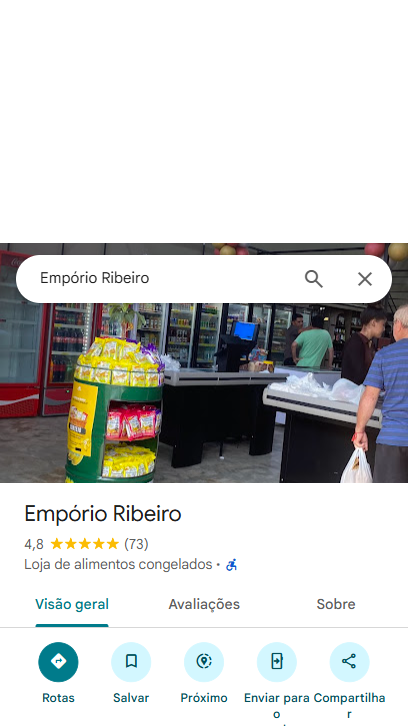 Empório Ribeiro
Empório Ribeiro
4,8 (73)
Loja de alimentos congelados ·
Visão geral Avaliações Sobre
Rotas Salvar Próximo Enviar para o Compartilhar